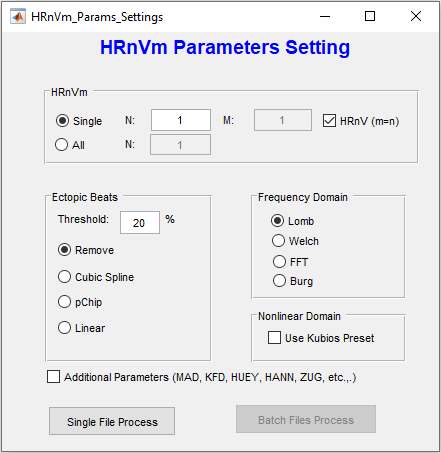 HRnVm_Params_Settings
HRnVm Parameters Setting
HRnVm
Single N: 1 M: 1 HRnV (m=n)
All N: 1
Ectopic Beats
Threshold: 20 %
Remove
Cubic Spline
pChip
Linear
Frequency Domain
Lomb
Welch
FFT
Burg
Nonlinear Domain
Use Kubios Preset
Additional Parameters (MAD, KFD, HUEY, HANN, ZUG, etc.,.)
Single File Process
Batch Files Process